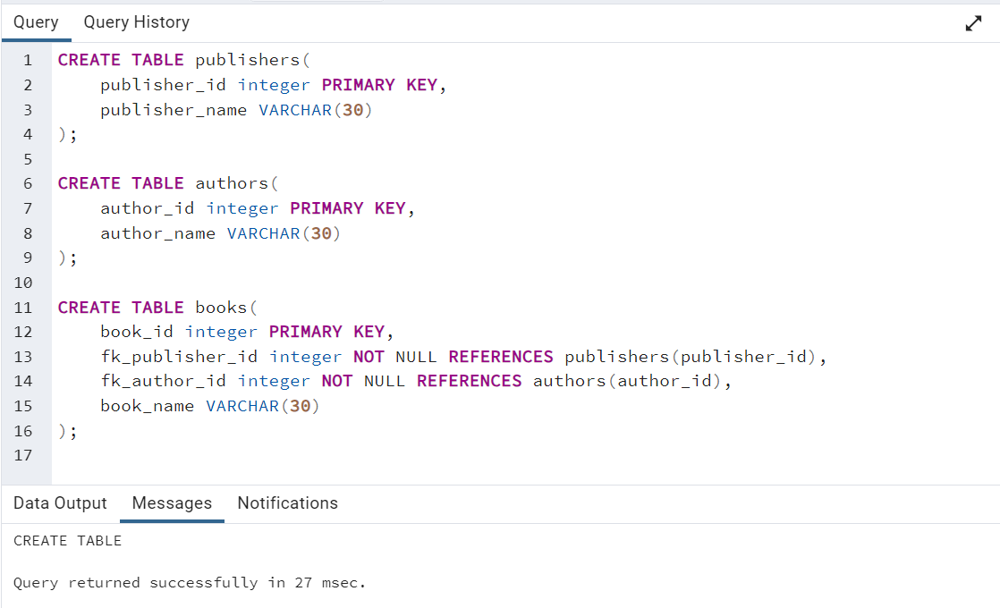 Query Query History
1 CREATE TABLE publishers(
2 publisher_id integer PRIMARY KEY,
3 publisher_name VARCHAR(30)
4 );
5
6 CREATE TABLE authors(
7 author_id integer PRIMARY KEY,
8 author_name VARCHAR(30)
9 );
10
11 CREATE TABLE books(
12 book_id integer PRIMARY KEY,
13 fk_publisher_id integer NOT NULL REFERENCES publishers(publisher_id),
14 fk_author_id integer NOT NULL REFERENCES authors(author_id),
15 book_name VARCHAR(30)
16 );
17
Data Output Messages Notifications
CREATE TABLE
Query returned successfully in 27 msec.